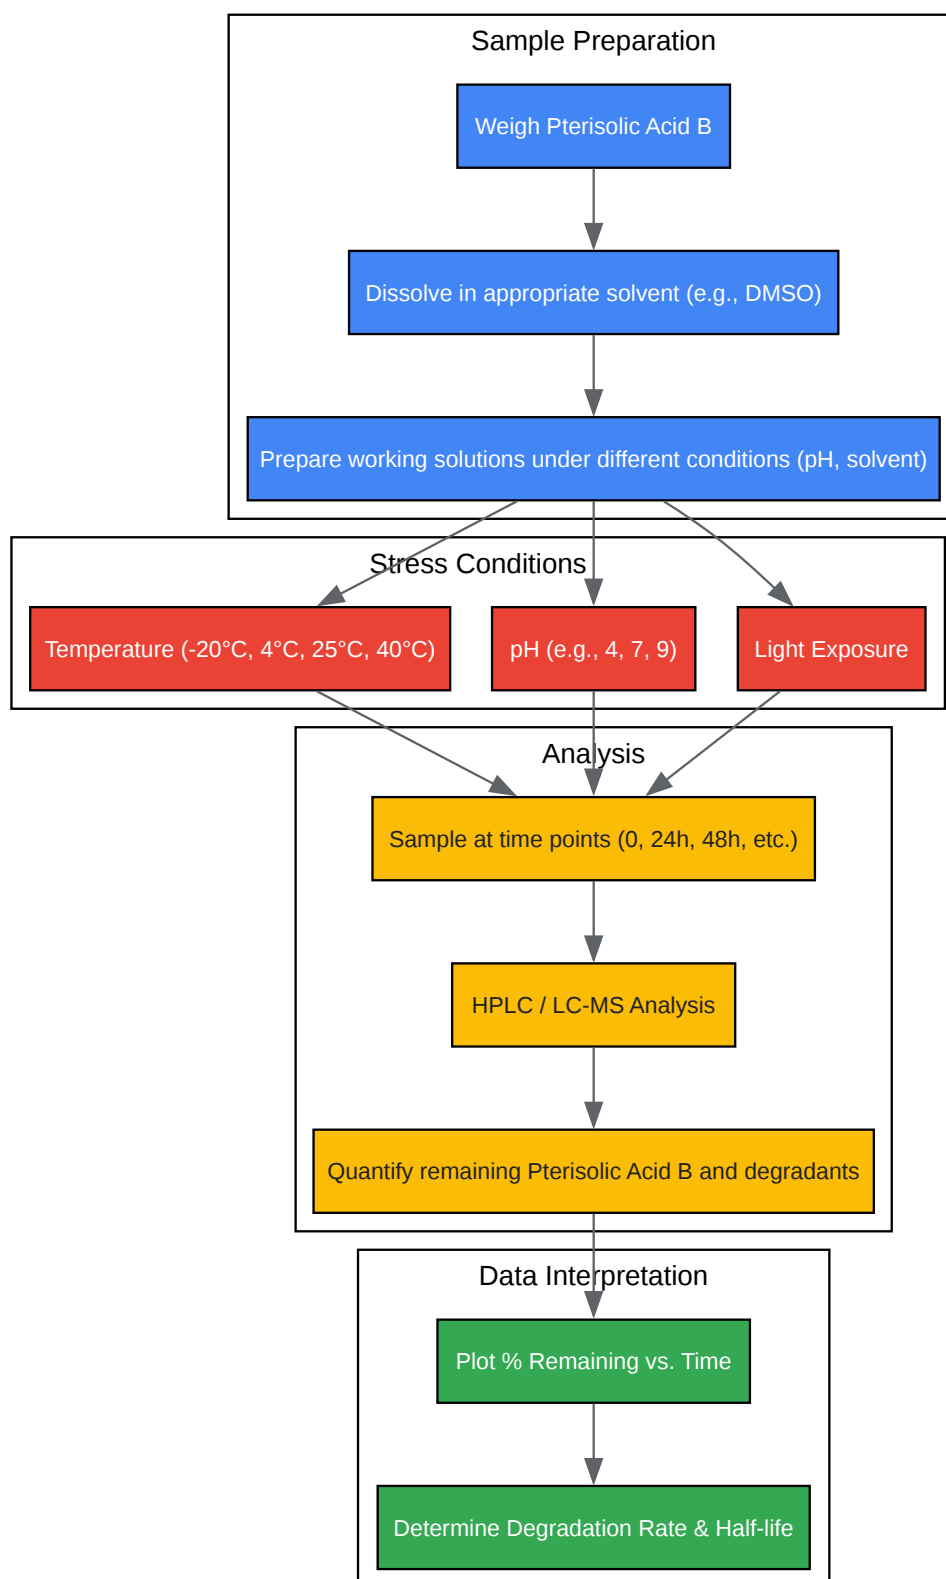 Sample Preparation
Weigh Pterisolic Acid B
Dissolve in appropriate solvent (e.g., DMSO)
Prepare working solutions under different conditions (pH, solvent)
Stress Conditions
Temperature (-20°C, 4°C, 25°C, 40°C)
pH (e.g., 4, 7, 9)
Light Exposure
Analysis
Sample at time points (0, 24h, 48h, etc.)
HPLC / LC-MS Analysis
Quantify remaining Pterisolic Acid B and degradants
Data Interpretation
Plot % Remaining vs. Time
Determine Degradation Rate & Half-life